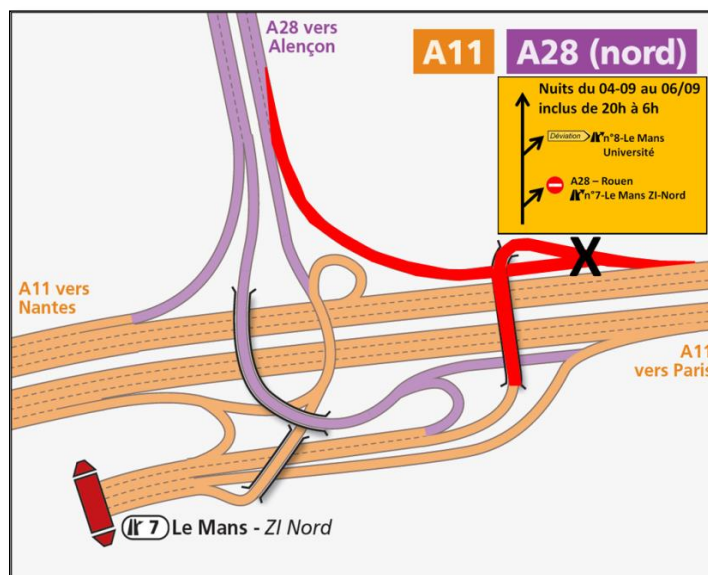 A28 vers
Alençon
A11
A28 (nord)
Nuits du 04-09 au 06/09
inclus de 20h à 6h
Déviation n°8-Le Mans
Université
A28 – Rouen
n°7-Le Mans ZI-Nord
X
A11 vers
Nantes
A11
vers Paris
7 Le Mans - ZI Nord